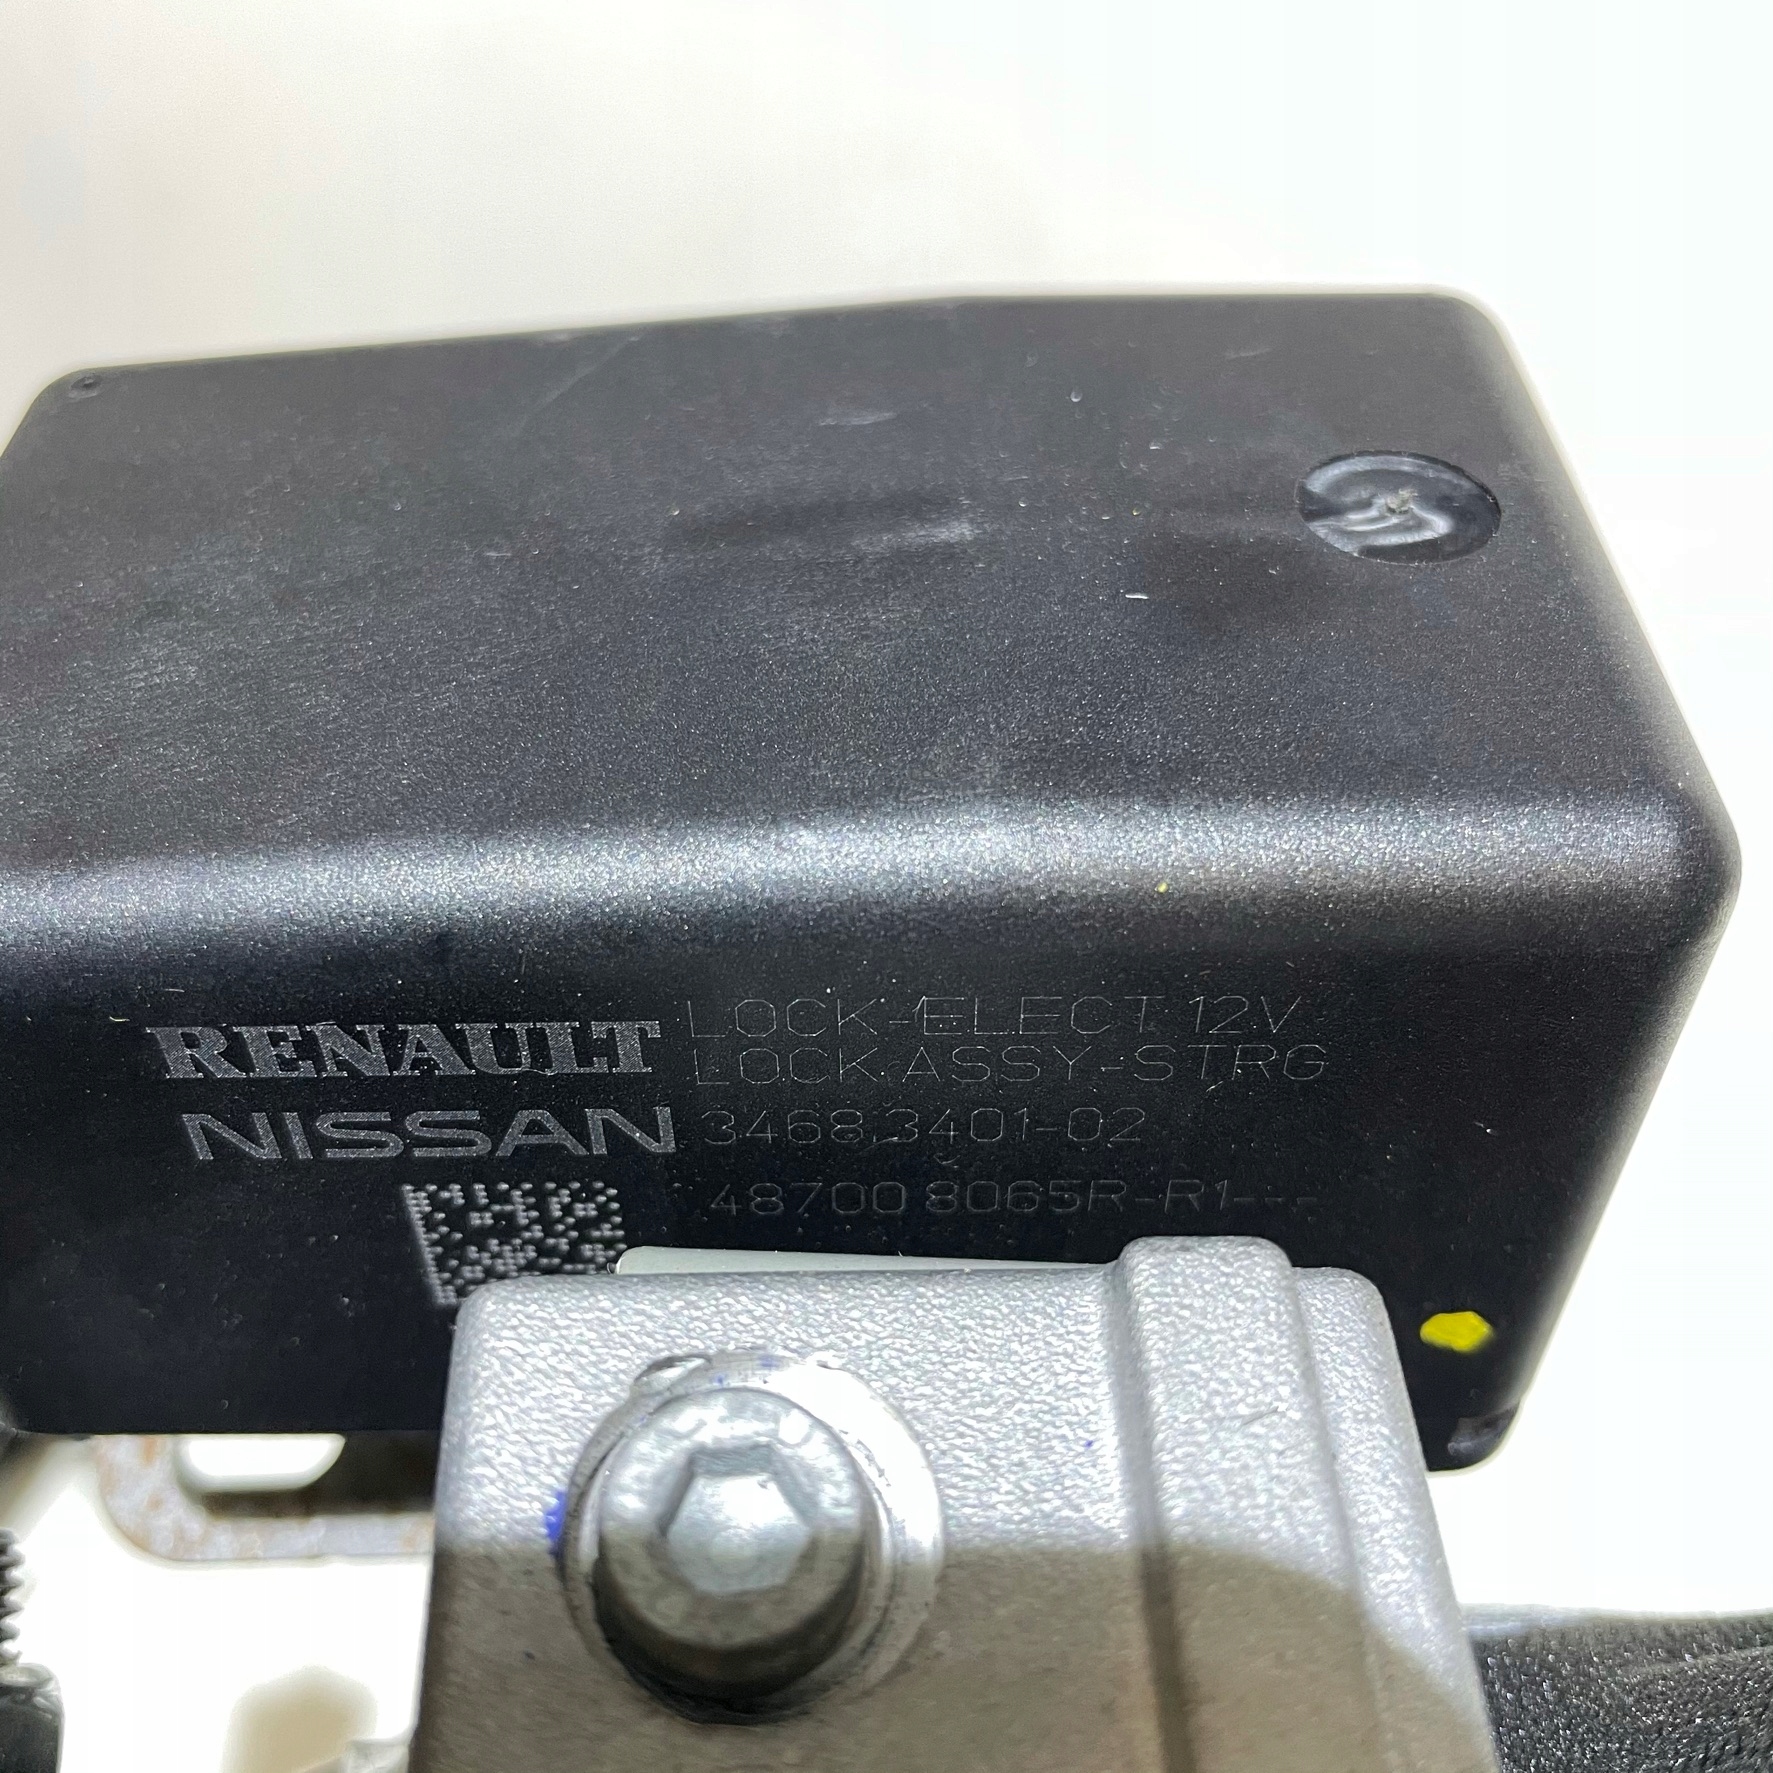 RENAULT LOCK-ELECT 12V
LOCK ASSY-STRG
NISSAN 3468.3401-02
48700 8065R-R1---